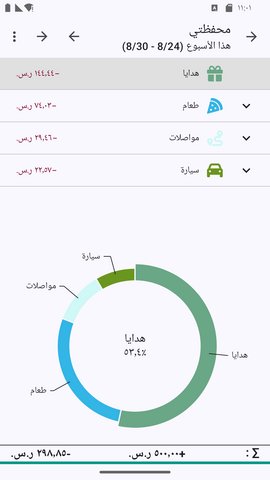 ١١:٠١
محفظتي
هذا الأسبوع (8/24 - 8/30)
هدايا
−١٤٤٫٤٤ ر.س.
طعام
−٧٤٫٠٣ ر.س.
مواصلات
−٢٩٫٤٦ ر.س.
سيارة
−٢٢٫٥٧ ر.س.
سيارة
مواصلات
هدايا
٥٣٫٤٪
هدايا
طعام
Σ :
+٥٠٠٫٠٠ ر.س.
-٢٩٨٫٨٥ ر.س.